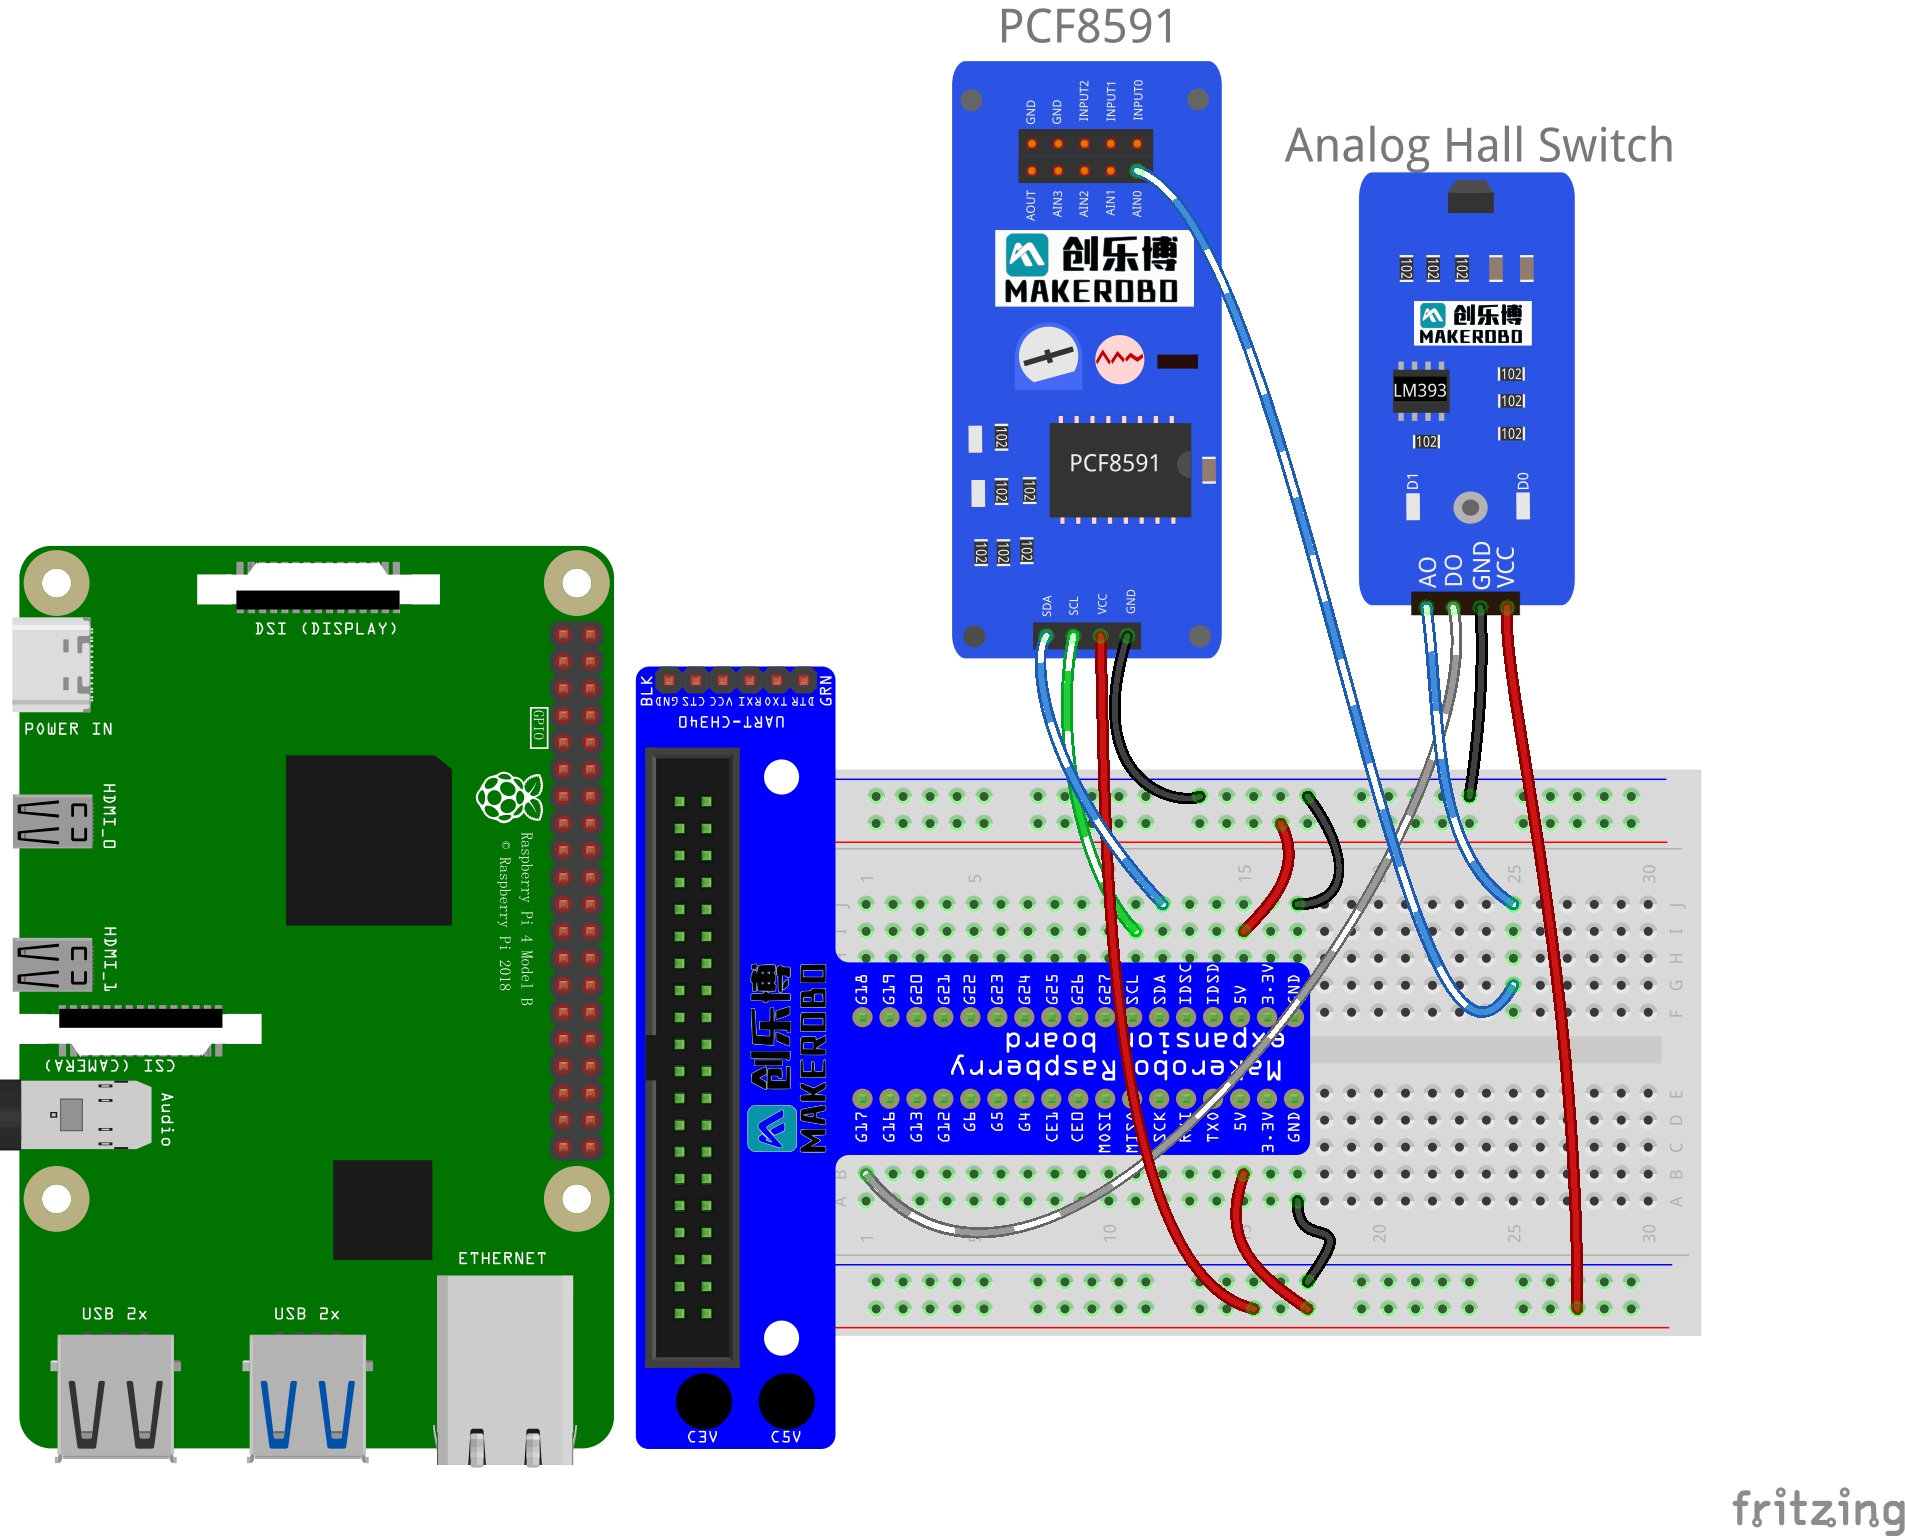 PCF8591
Analog Hall Switch
GND
GND
INPUT2
INPUT1
INPUT0
AOUT
AIN3
AIN2
AIN1
AIN0
创乐博
MAKEROBO
创乐博
MAKEROBO
102
102
102
LM393
102
102
102
102
102
102
102
102
102
102
PCF8591
D1
D0
AO
DO
GND
VCC
SDA
SCL
VCC
GND
DSI (DISPLAY)
POWER IN
GPIO
HDMI_0
HDMI_1
Raspberry Pi 4 Model B
© Raspberry Pi 2018
CSI (CAMERA)
Audio
ETHERNET
USB 2x
USB 2x
BLK
GND
CTS
VCC
RXI
TXO
DTR
GRN
UART-CH340
创乐博
MAKEROBO
C3V
C5V
1
5
15
25
30
J
I
H
G
F
J
I
G18
G19
G20
G21
G22
G23
G24
G25
G26
G27
SCL
SDA
IDSC
IDSD
5V
3.3V
GND
Makerobo Raspberry
expansion board
G17
G16
G13
G12
G6
G5
G4
CE1
CE0
MOSI
SCK
TXO
5V
3.3V
GND
E
D
C
B
A
B
A
1
10
20
25
30
fritzing